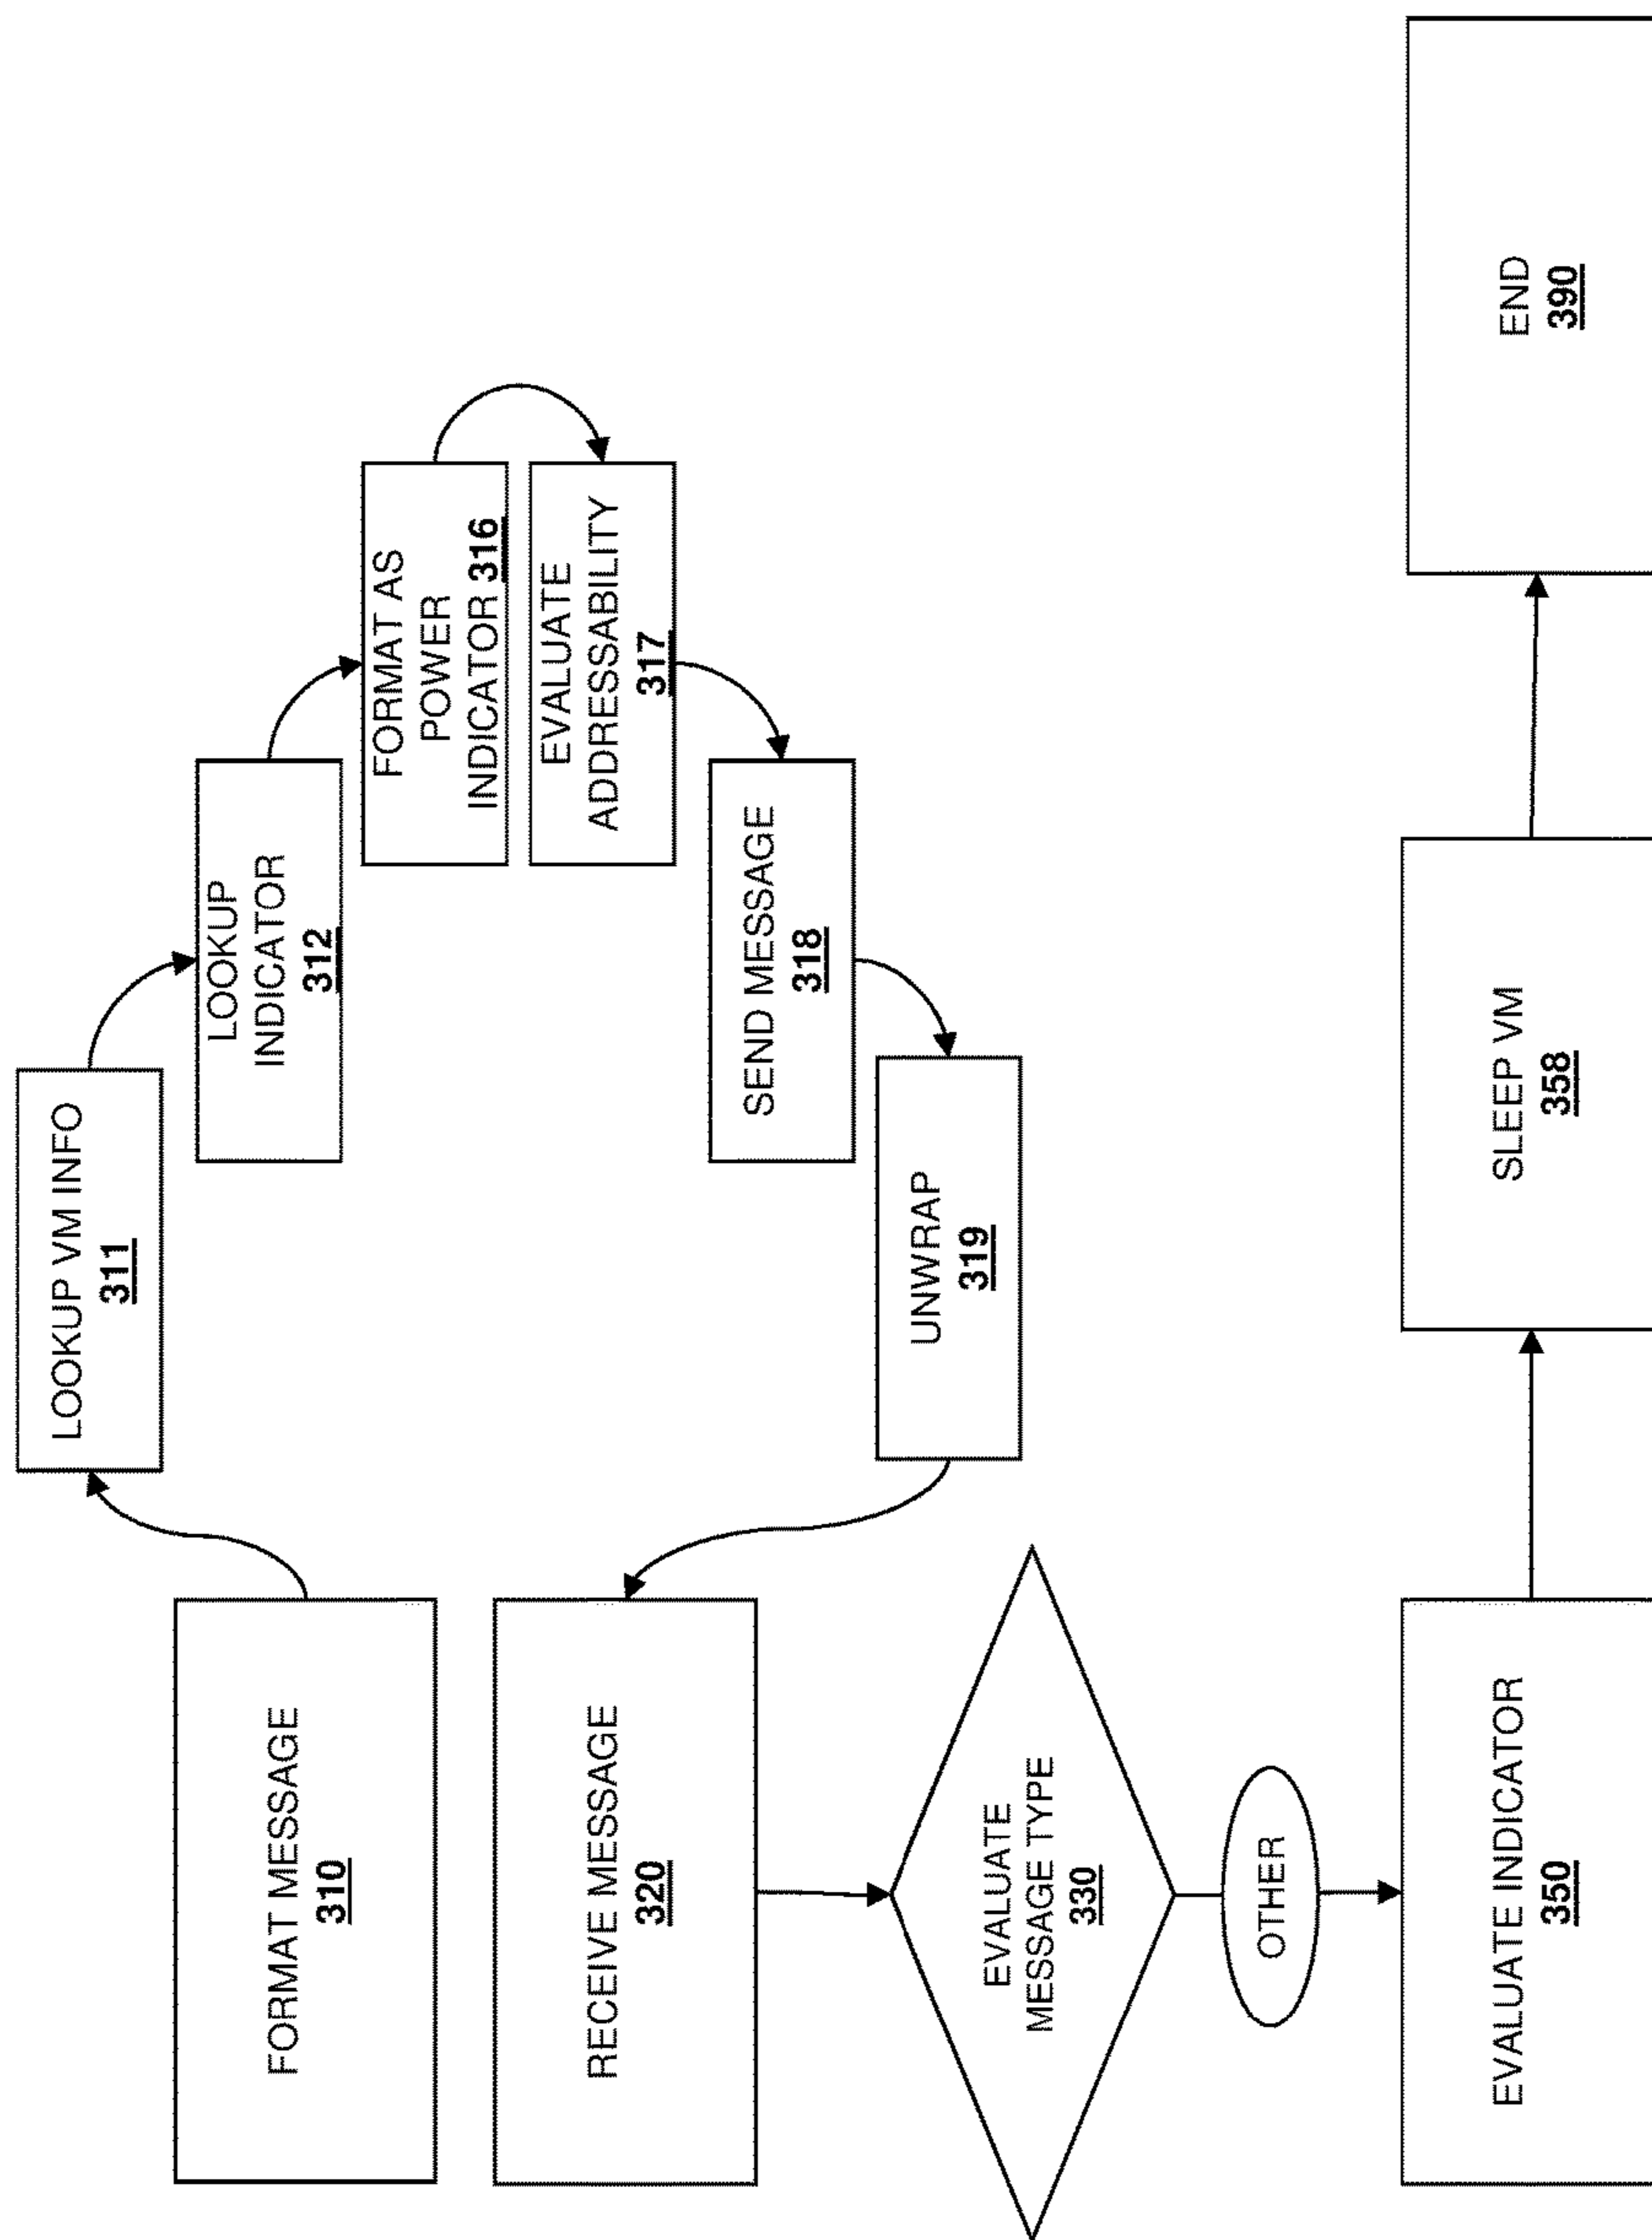 FORMAT MESSAGE
310
LOOKUP VM INFO
311
LOOKUP
INDICATOR
312
FORMAT AS
POWER
INDICATOR 316
EVALUATE
ADDRESSABILITY
317
SEND MESSAGE
318
UNWRAP
319
RECEIVE MESSAGE
320
EVALUATE
MESSAGE TYPE
330
OTHER
EVALUATE INDICATOR
350
SLEEP VM
358
END
390